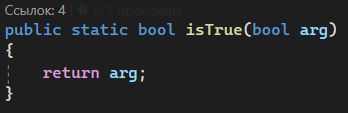 Ссылок: 4 | 0/1 пройдены
public static bool isTrue(bool arg)
{
return arg;
}